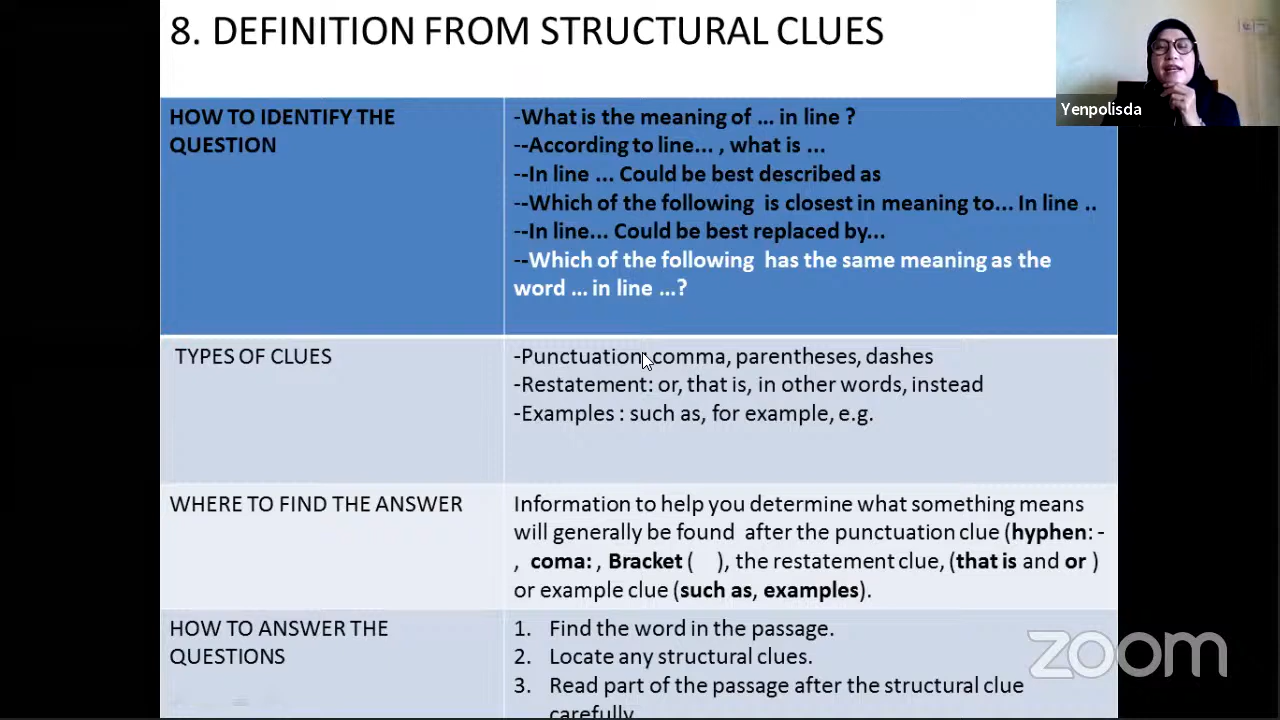 8. DEFINITION FROM STRUCTURAL CLUES
Yenpolisda
HOW TO IDENTIFY THE
QUESTION
-What is the meaning of ... in line ?
--According to line... , what is ...
--In line ... Could be best described as
--Which of the following is closest in meaning to... In line ..
--In line... Could be best replaced by...
--Which of the following has the same meaning as the
word ... in line ...?
TYPES OF CLUES
-Punctuation: comma, parentheses, dashes
-Restatement: or, that is, in other words, instead
-Examples : such as, for example, e.g.
WHERE TO FIND THE ANSWER
Information to help you determine what something means
will generally be found after the punctuation clue (hyphen: -
, coma: , Bracket ( ), the restatement clue, (that is and or )
or example clue (such as, examples).
HOW TO ANSWER THE
QUESTIONS
1. Find the word in the passage.
2. Locate any structural clues.
3. Read part of the passage after the structural clue
carefully
zoom